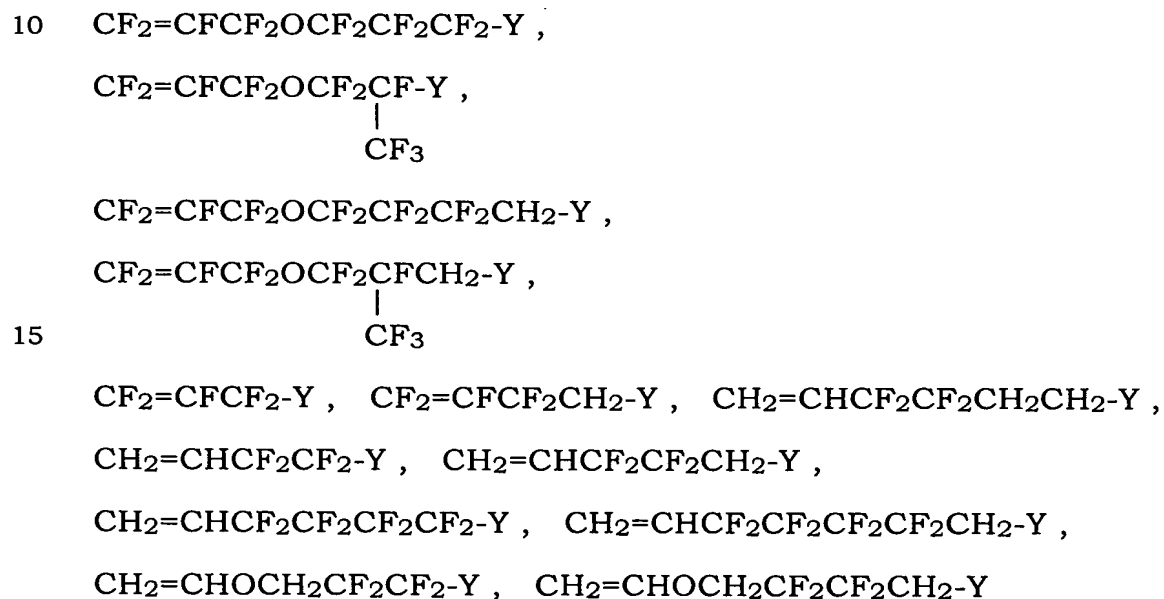 10 CF2=CFCF2OCF2CF2CF2-Y ,
CF2=CFCF2OCF2CF-Y ,
|
CF3
CF2=CFCF2OCF2CF2CF2CH2-Y ,
CF2=CFCF2OCF2CFCH2-Y ,
|
15 CF3
CF2=CFCF2-Y , CF2=CFCF2CH2-Y , CH2=CHCF2CF2CH2CH2-Y ,
CH2=CHCF2CF2-Y , CH2=CHCF2CF2CH2-Y ,
CH2=CHCF2CF2CF2CF2-Y , CH2=CHCF2CF2CF2CF2CH2-Y ,
CH2=CHOCH2CF2CF2-Y , CH2=CHOCH2CF2CF2CH2-Y